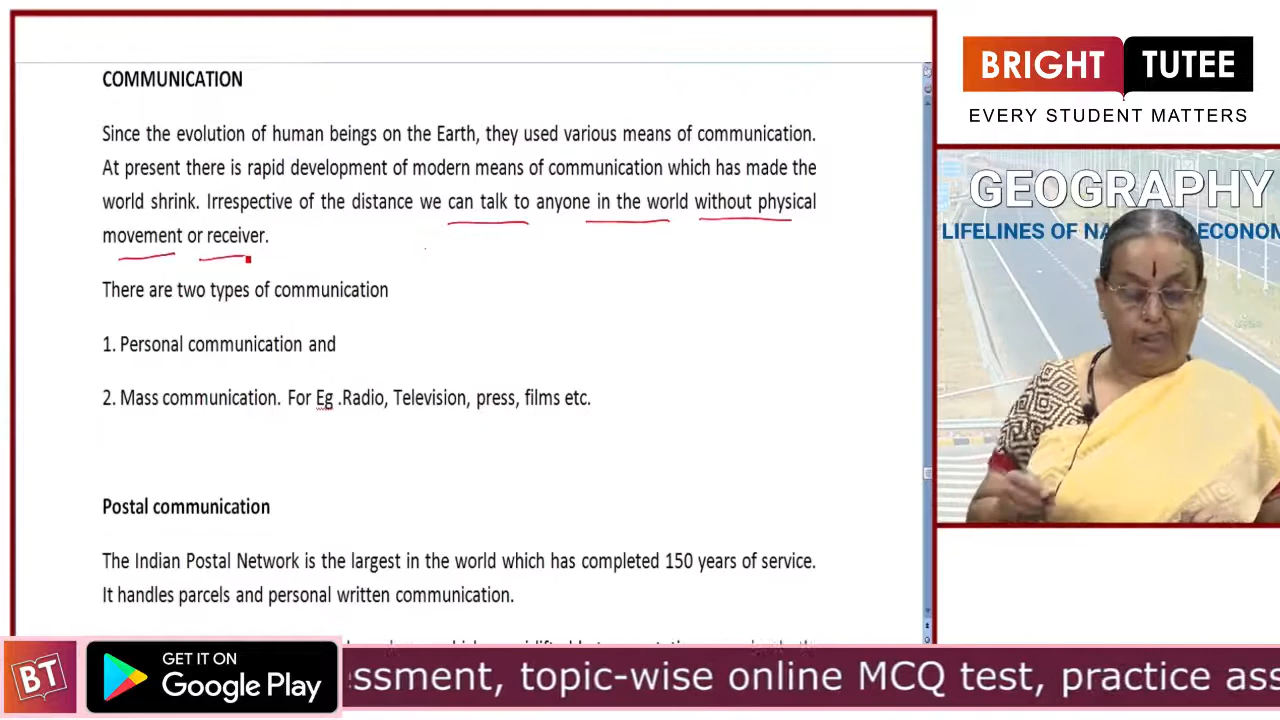 COMMUNICATION
Since the evolution of human beings on the Earth, they used various means of communication.
At present there is rapid development of modern means of communication which has made the
world shrink. Irrespective of the distance we can talk to anyone in the world without physical
movement or receiver.
There are two types of communication
1. Personal communication and
2. Mass communication. For Eg .Radio, Television, press, films etc.
Postal communication
The Indian Postal Network is the largest in the world which has completed 150 years of service.
It handles parcels and personal written communication.
BRIGHT TUTEE
EVERY STUDENT MATTERS
GEOGRAPHY
LIFELINES OF ECONOM
BT
GET IT ON
Google Play
essment, topic-wise online MCQ test, practice ass